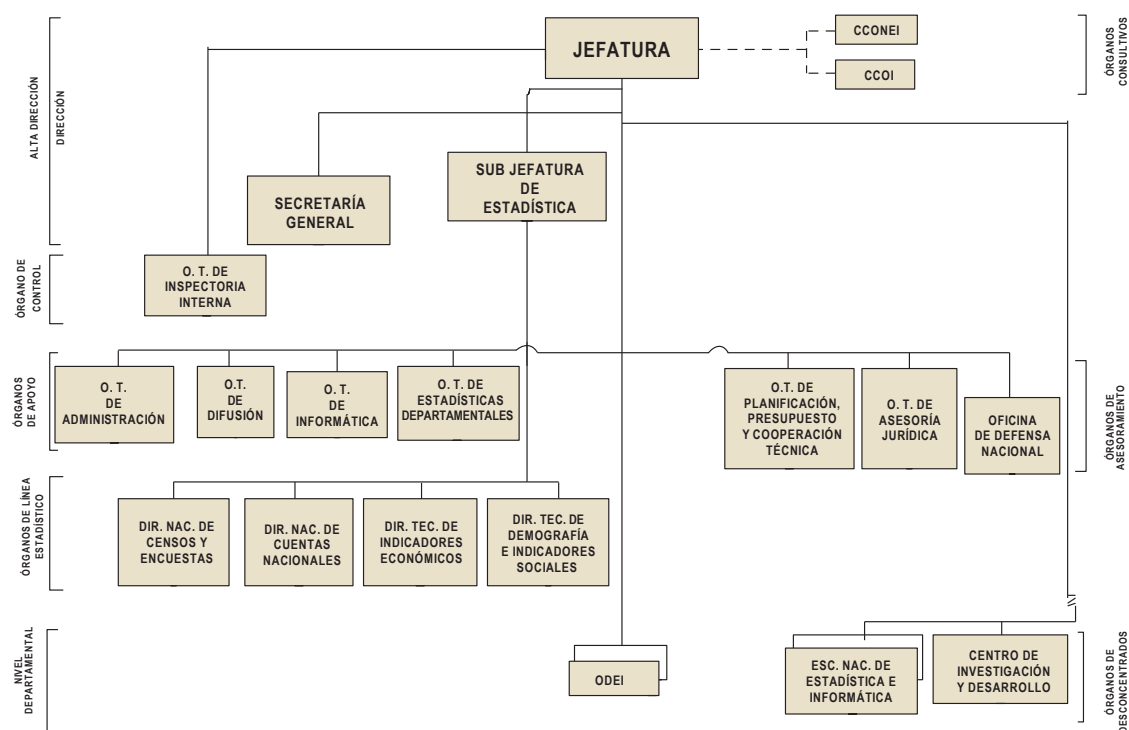 JEFATURA
CCONEI
CCOI
ÓRGANOS
CONSULTIVOS
ALTA DIRECCIÓN
DIRECCIÓN
SECRETARÍA
GENERAL
SUB JEFATURA
DE
ESTADÍSTICA
ÓRGANO DE
CONTROL
O. T. DE
INSPECTORIA
INTERNA
ÓRGANOS
DE APOYO
O. T.
DE
ADMINISTRACIÓN
O.T.
DE
DIFUSIÓN
O. T.
DE
INFORMÁTICA
O. T. DE
ESTADÍSTICAS
DEPARTAMENTALES
O.T. DE
PLANIFICACIÓN,
PRESUPUESTO
Y COOPERACIÓN
TÉCNICA
O. T. DE
ASESORÍA
JURÍDICA
OFICINA
DE DEFENSA
NACIONAL
ÓRGANOS DE
ASESORAMIENTO
ÓRGANOS DE LÍNEA
ESTADÍSTICO
DIR. NAC. DE
CENSOS Y
ENCUESTAS
DIR. NAC. DE
CUENTAS
NACIONALES
DIR. TEC. DE
INDICADORES
ECONÓMICOS
DIR. TEC. DE
DEMOGRAFÍA
E INDICADORES
SOCIALES
NIVEL
DEPARTAMENTAL
ODEI
ESC. NAC. DE
ESTADÍSTICA E
INFORMÁTICA
CENTRO DE
INVESTIGACIÓN
Y DESARROLLO
ÓRGANOS DE
DESCONCENTRADOS